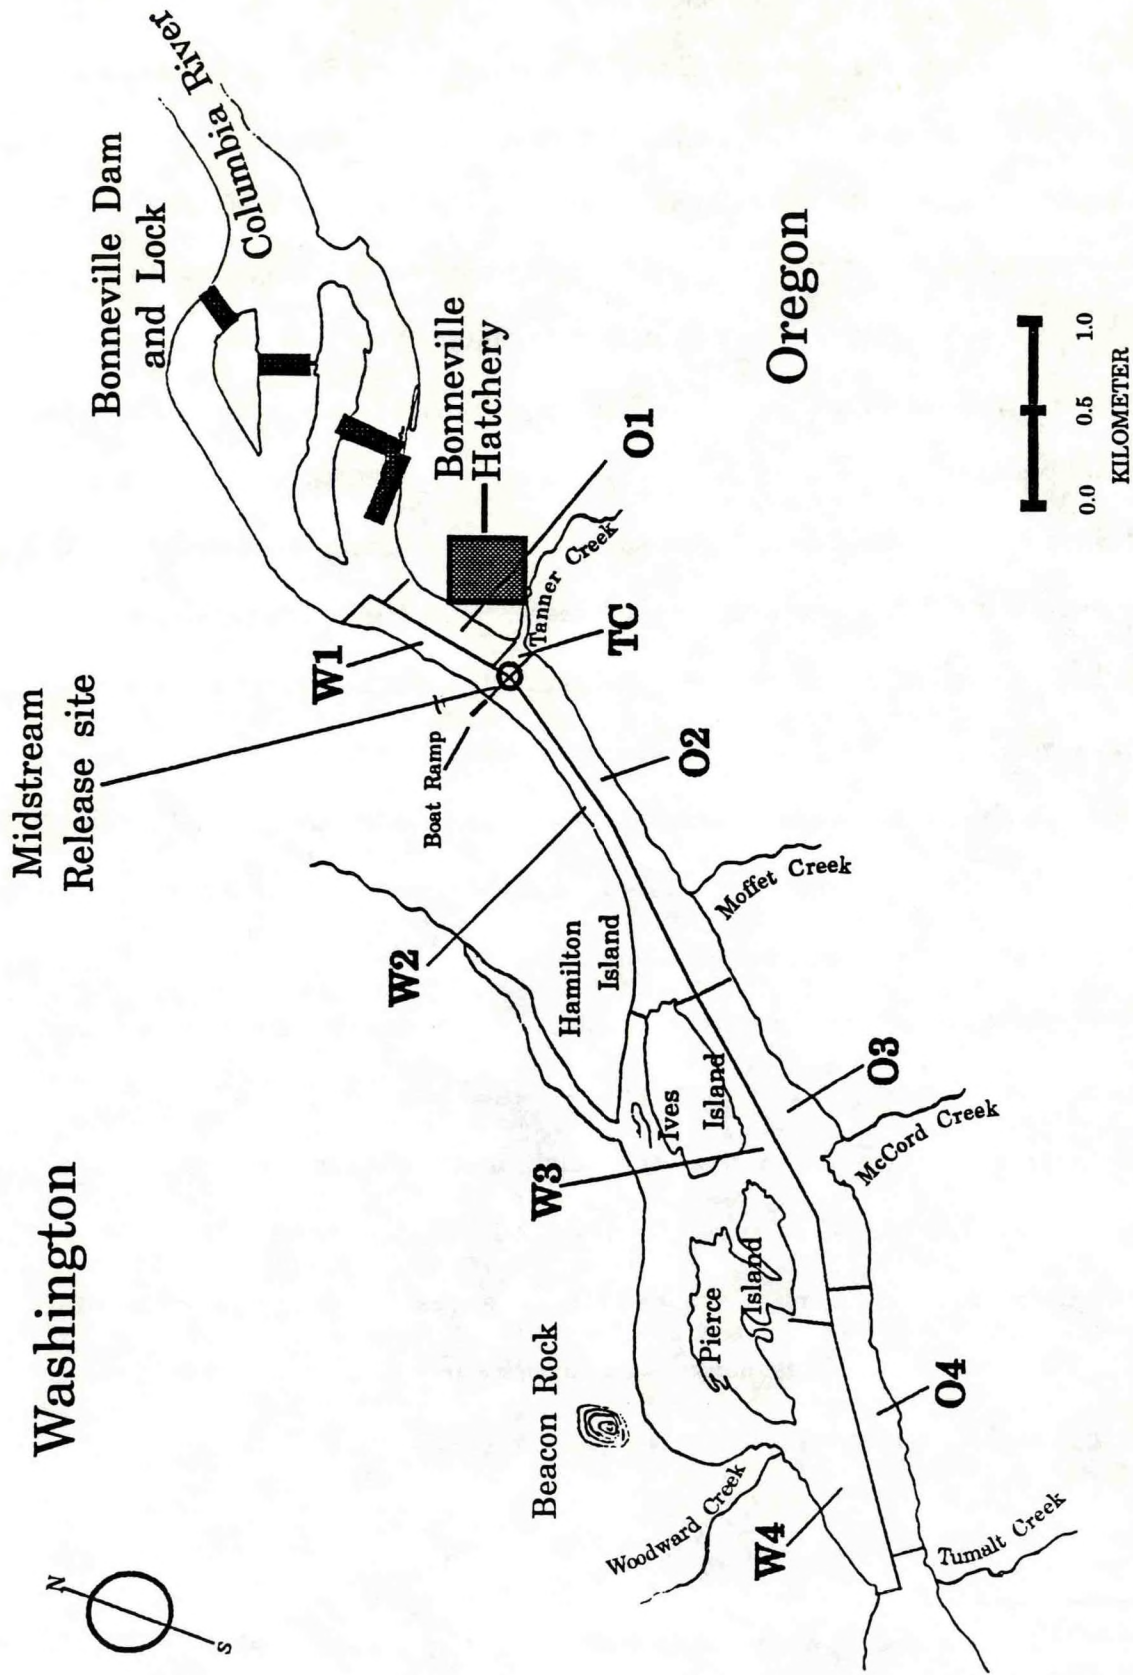 Washington
Midstream
Release site
Bonneville Dam
and Lock
Columbia River
N
S
Beacon Rock
Woodward Creek
W4
W3
W2
W1
Boat Ramp
Hamilton
Island
Ives
Island
Pierce
Island
Bonneville
Hatchery
O1
Tanner Creek
TC
O2
Moffet Creek
O3
McCord Creek
O4
Tumalt Creek
Oregon
0.0
0.5
1.0
KILOMETER